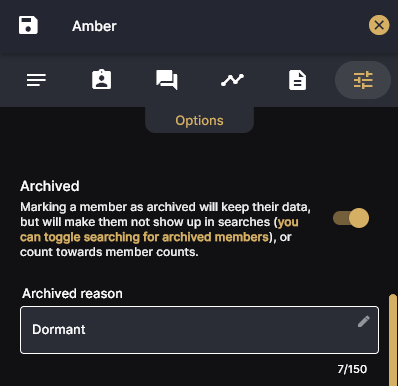 Amber
Options
Archived
Marking a member as archived will keep their data,
but will make them not show up in searches (you
can toggle searching for archived members), or
count towards member counts.
Archived reason
Dormant
7/150